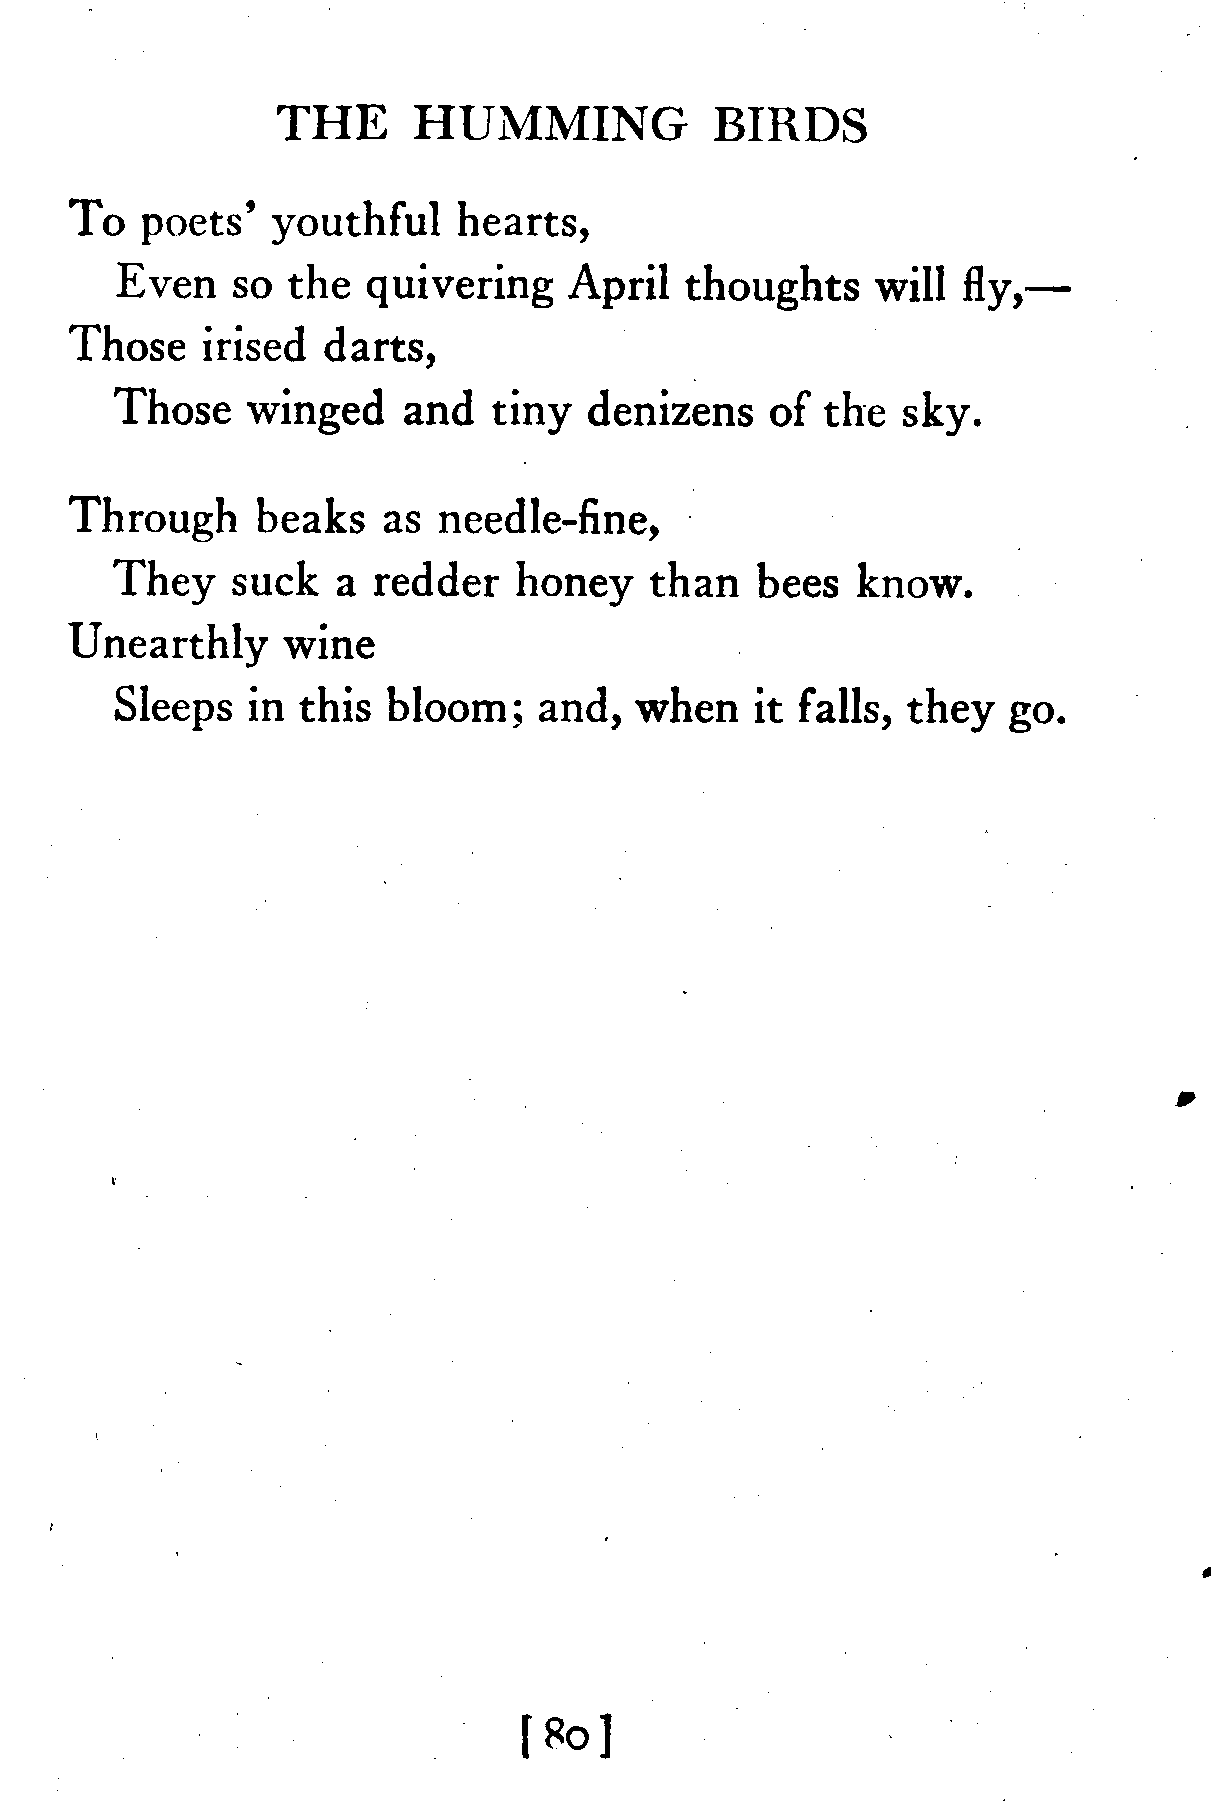 THE HUMMING BIRDS
To poets' youthful hearts,
Even so the quivering April thoughts will fly,—
Those irised darts,
Those winged and tiny denizens of the sky.
Through beaks as needle-fine,
They suck a redder honey than bees know.
Unearthly wine
Sleeps in this bloom; and, when it falls, they go.
[ 80 ]